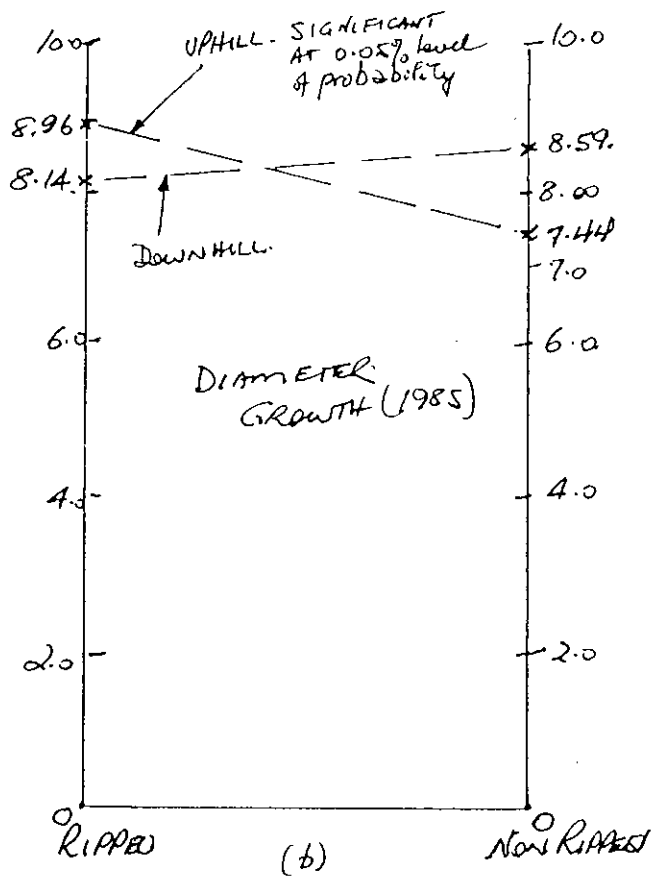 10.0
UPHILL - SIGNIFICANT
AT 0.05% level
of probability
10.0
8.96
8.59.
8.14
8.00
DOWNHILL.
7.44
7.0
6.0
6.0
DIAMETER
GROWTH (1985)
4.0
4.0
2.0
2.0
0
0
RIPPED
(b)
NON RIPPED